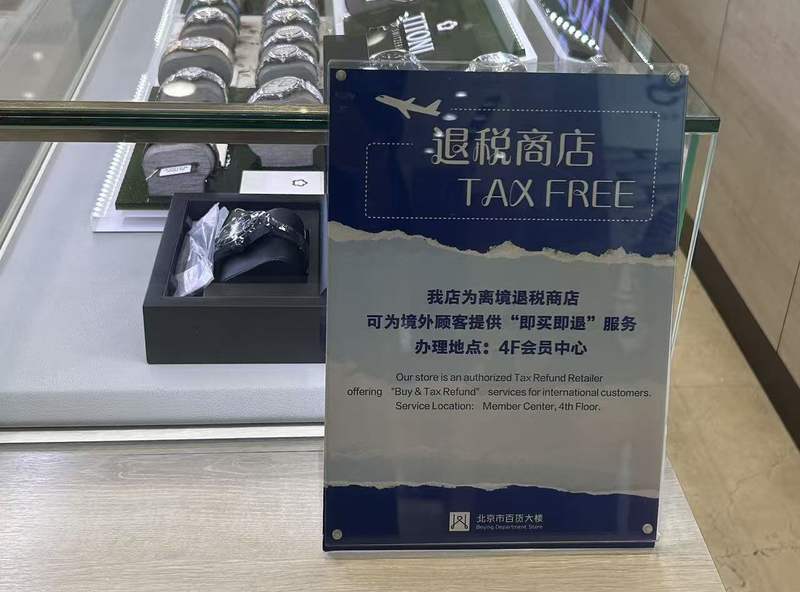 退税商店
TAX FREE
我店为离境退税商店
可为境外顾客提供“即买即退”服务
办理地点：4F会员中心
Our store is an authorized Tax Refund Retailer
offering "Buy & Tax Refund" services for international customers.
Service Location: Member Center, 4th Floor.
北京市百货大楼
Beijing Department Store